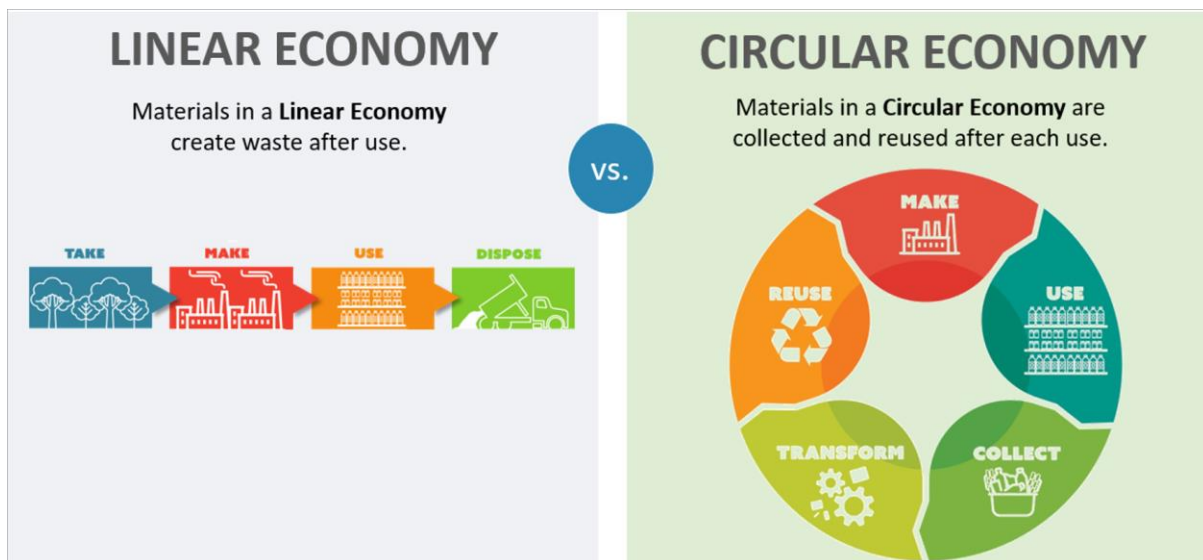 LINEAR ECONOMY
Materials in a Linear Economy
create waste after use.
TAKE
MAKE
USE
DISPOSE
vs.
CIRCULAR ECONOMY
Materials in a Circular Economy are
collected and reused after each use.
MAKE
USE
COLLECT
TRANSFORM
REUSE